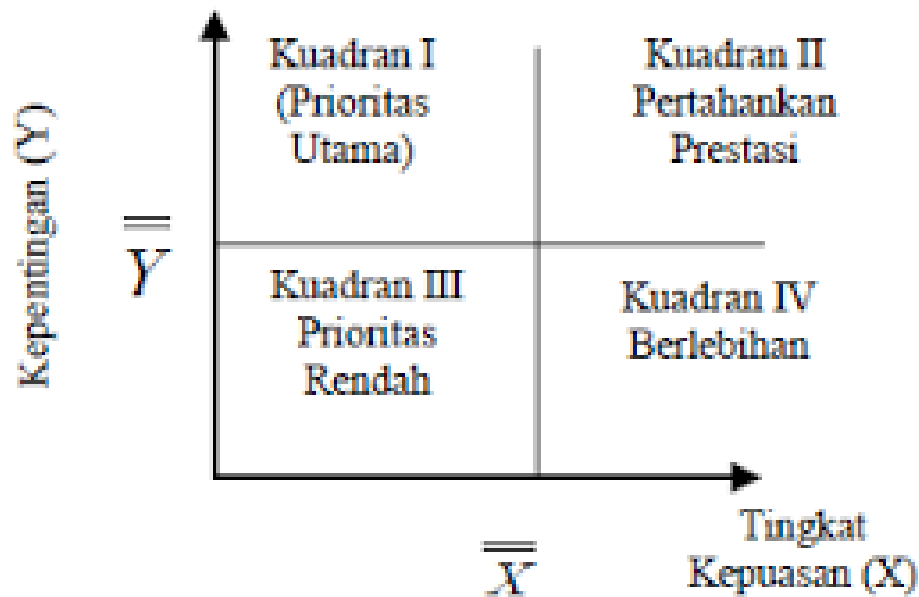 Kuadran I
(Prioritas
Utama)
Kuadran II
Pertahankan
Prestasi
Kepentingan (Y)
Y
Kuadran III
Prioritas
Rendah
Kuadran IV
Berlebihan
X
Tingkat
Kepuasan (X)